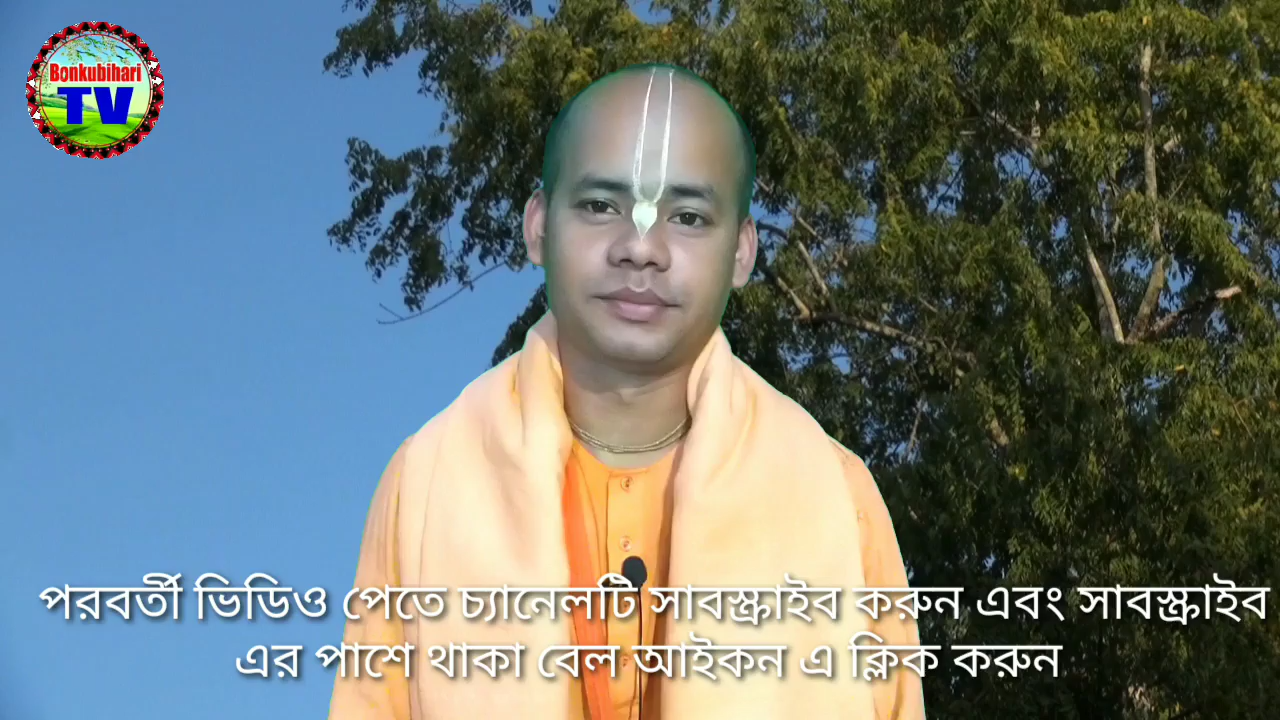 Bonkubihari
TV
পরবর্তী ভিডিও পেতে চ্যানেলটি সাবস্ক্রাইব করুন এবং সাবস্ক্রাইব
এর পাশে থাকা বেল আইকন এ ক্লিক করুন